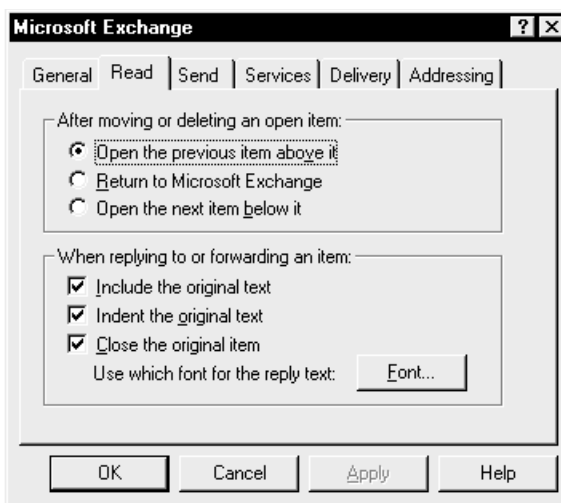 Microsoft Exchange
General Read Send Services Delivery Addressing
After moving or deleting an open item:
Open the previous item above it
Return to Microsoft Exchange
Open the next item below it
When replying to or forwarding an item:
Include the original text
Indent the original text
Close the original item
Use which font for the reply text: Font...
OK Cancel Apply Help